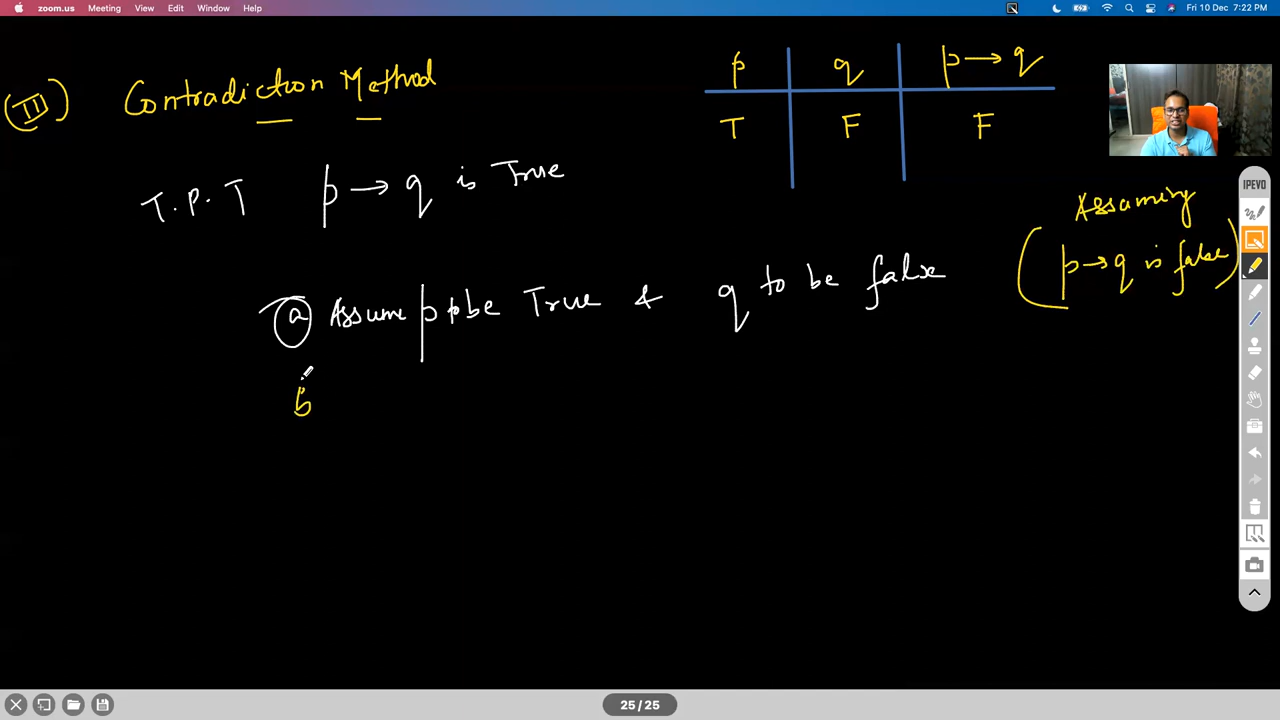 zoom.us Meeting View Edit Window Help Fri 10 Dec 7:22 PM
(II) Contradiction Method
p q p → q
T F F
T.P.T p → q is True
IPEVO
Assuming
(p → q is false)
(a) Assume p to be True & q to be false
b
25/25